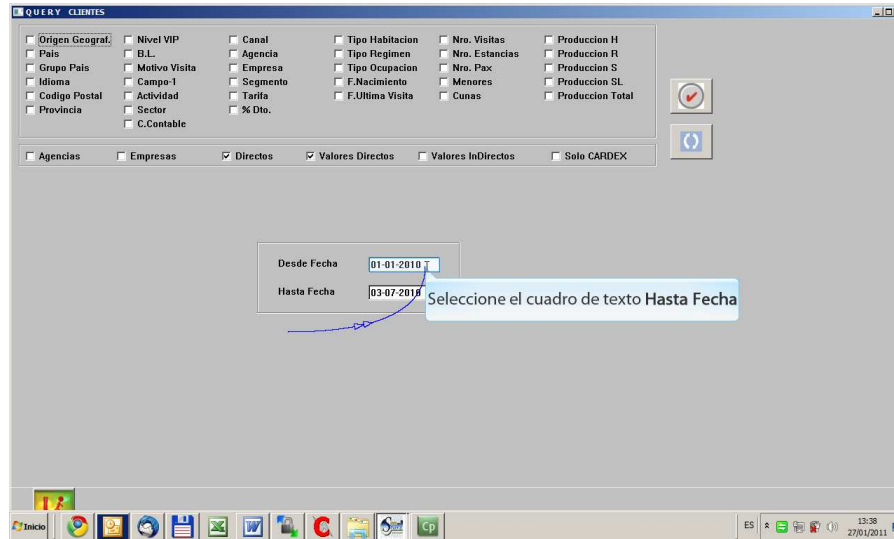 QUERY CLIENTES
Origen Geograf. Nivel VIP Canal Tipo Habitacion Nro. Visitas Produccion H
Pais B.L. Agencia Tipo Regimen Nro. Estancias Produccion R
Grupo Pais Motivo Visita Empresa Tipo Ocupacion Nro. Pax Produccion S
Idioma Campo-1 Segmento F.Nacimiento Menores Produccion SL
Codigo Postal Actividad Tarifa F.Ultima Visita Cunas Produccion Total
Provincia Sector % Dto.
C.Contable
Agencias Empresas Directos Valores Directos Valores InDirectos Solo CARDEX
Desde Fecha 01-01-2010
Hasta Fecha 03-07-2010
Seleccione el cuadro de texto Hasta Fecha
Inicio ES 13:38
27/01/2011